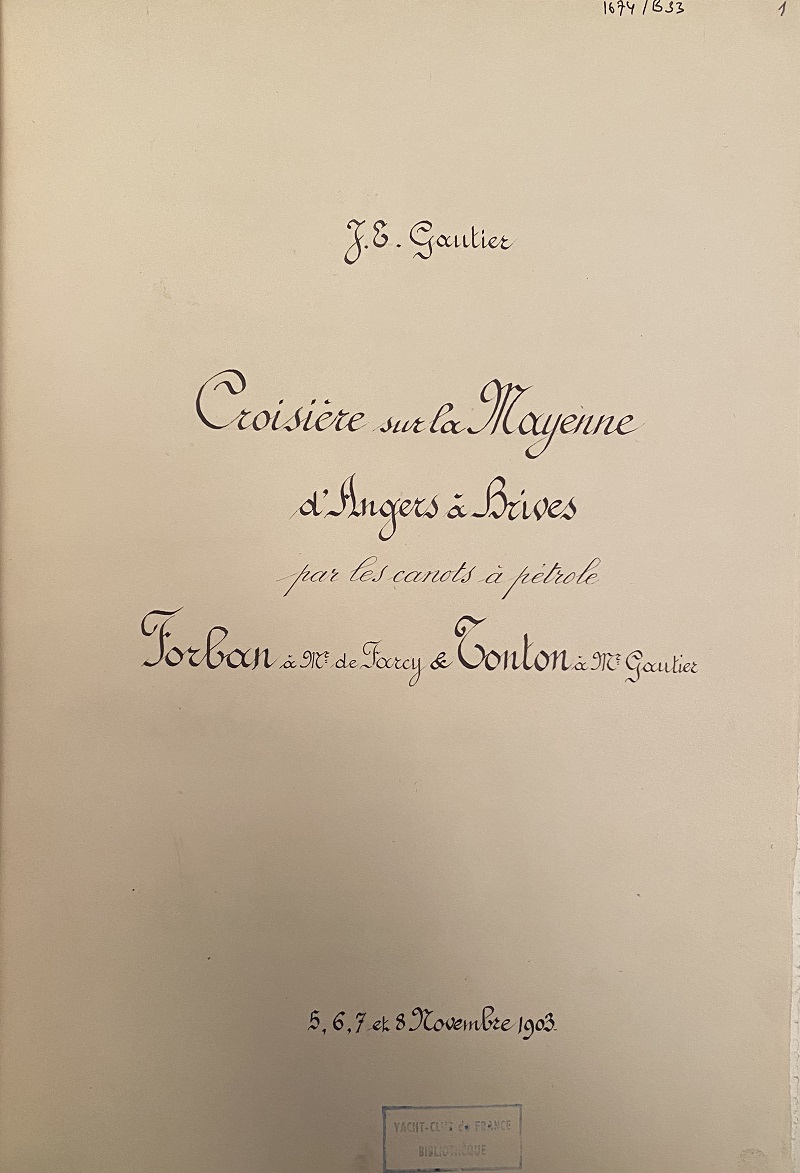 1674/B33
1
J. E. Gautier
Croisière sur la Mayenne
d'Angers à Brives
par les canots à pétrole
Forban à Mr. de Farcy & Tonton à Mr. Gautier
5, 6, 7 et 8 Novembre 1903.
YACHT-CLUB de FRANCE
BIBLIOTHÈQUE